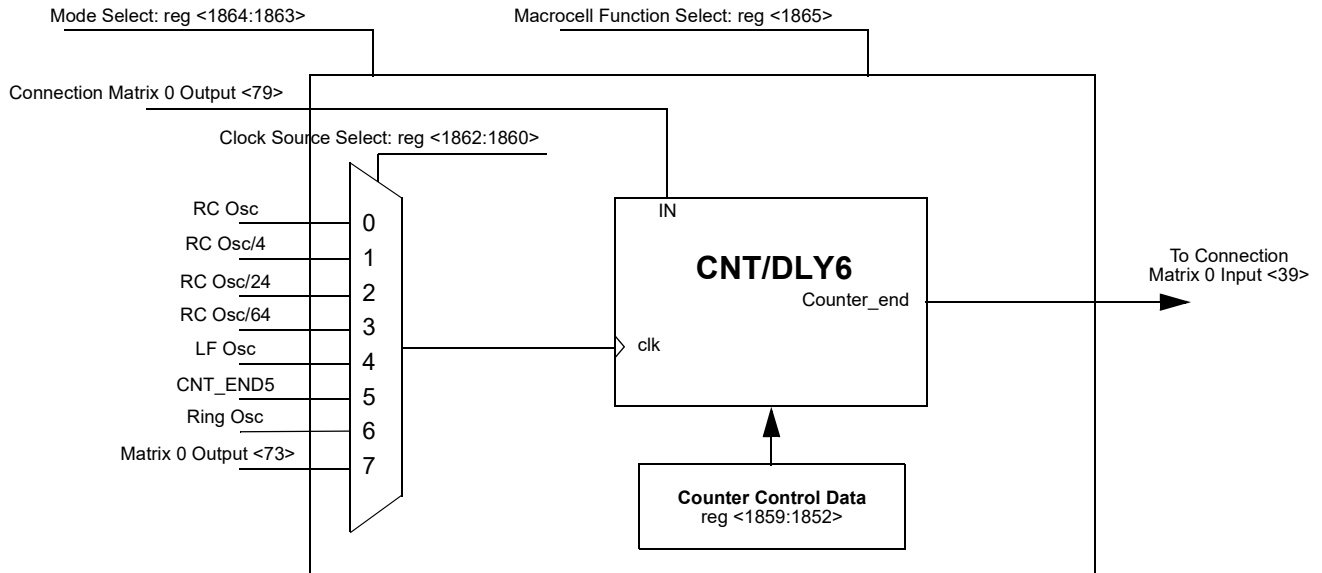 Mode Select: reg <1864:1863>
Macrocell Function Select: reg <1865>
Connection Matrix 0 Output <79>
Clock Source Select: reg <1862:1860>
RC Osc
0
RC Osc/4
1
RC Osc/24
2
RC Osc/64
3
LF Osc
4
CNT_END5
5
Ring Osc
6
Matrix 0 Output <73>
7
IN
CNT/DLY6
Counter_end
clk
To Connection
Matrix 0 Input <39>
Counter Control Data
reg <1859:1852>